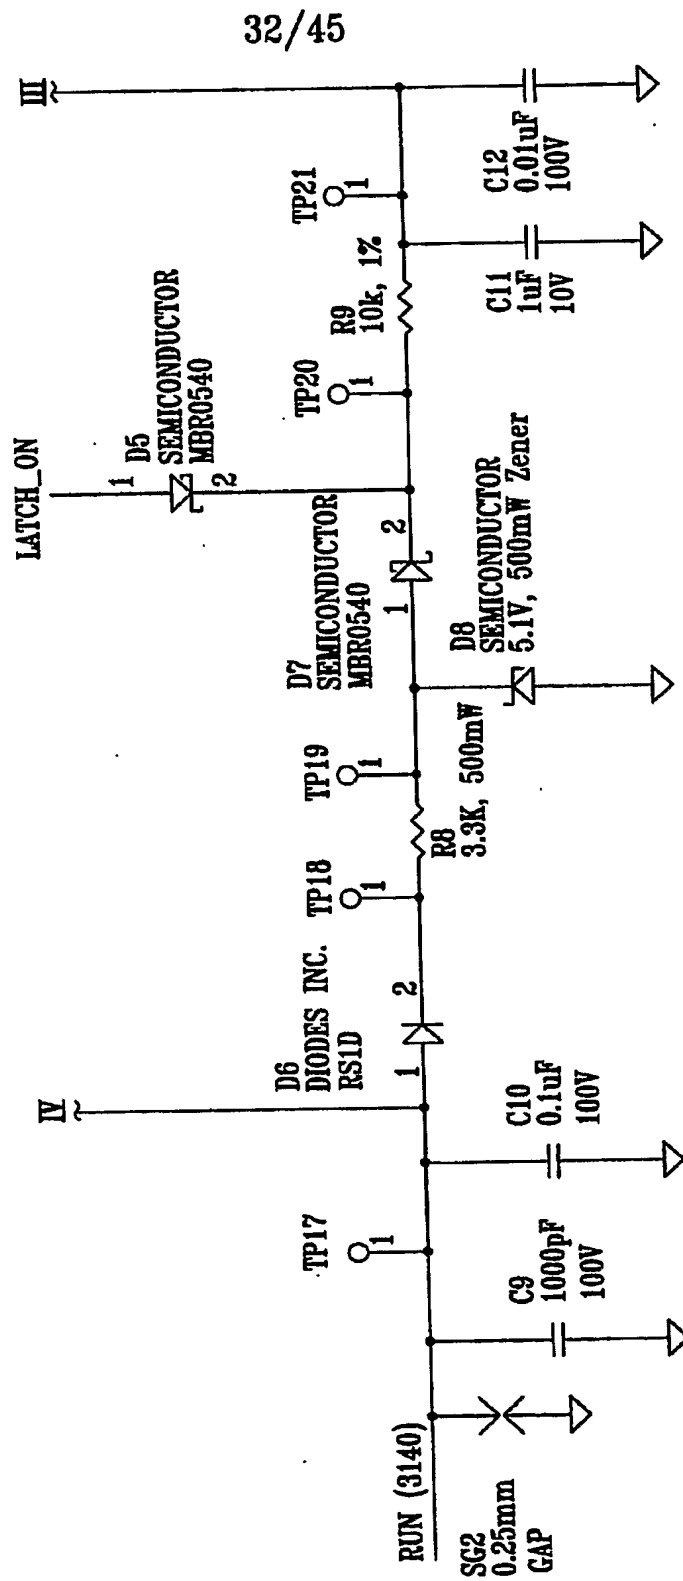 32/45
III
LATCH_ON
1
D5
SEMICONDUCTOR
MBR0540
2
TP21
1
C12
0.01uF
100V
R9
10k, 1%
C11
1uF
10V
TP20
1
D7
SEMICONDUCTOR
MBR0540
1
2
D8
SEMICONDUCTOR
5.1V, 500mW Zener
TP19
1
R8
3.3K, 500mW
TP18
1
D6
DIODES INC.
RS1D
1
2
IV
C10
0.1uF
100V
TP17
1
C9
1000pF
100V
RUN (3140)
SG2
0.25mm
GAP